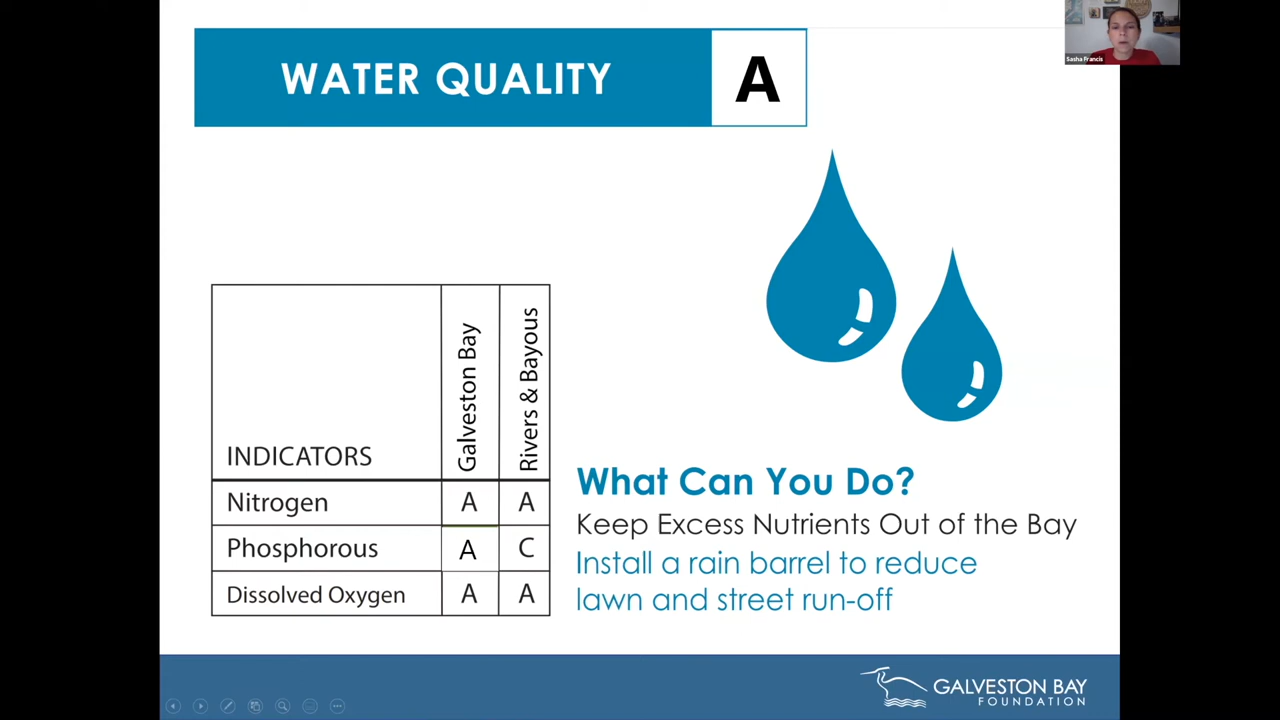 WATER QUALITY A
Sasha Francis
INDICATORS Galveston Bay Rivers & Bayous
Nitrogen A A
Phosphorous A C
Dissolved Oxygen A A
What Can You Do?
Keep Excess Nutrients Out of the Bay
Install a rain barrel to reduce
lawn and street run-off
GALVESTON BAY
FOUNDATION